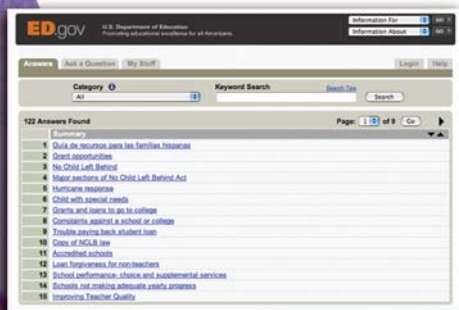 ED.gov U.S. Department of Education
Promoting educational excellence for all Americans.
Information For GO
Information About GO
Answers Ask a Question My Stuff Login Help
Category Keyword Search Search Tips
All Search
122 Answers Found Page: 1 of 9 Go
Summary
1 Guía de recursos para las familias hispanas
2 Grant opportunities
3 No Child Left Behind
4 Major sections of No Child Left Behind Act
5 Hurricane response
6 Child with special needs
7 Grants and loans to go to college
8 Complaints against a school or college
9 Trouble paying back student loan
10 Copy of NCLB law
11 Accredited schools
12 Loan forgiveness for non-teachers
13 School performance- choice and supplemental services
14 Schools not making adequate yearly progress
15 Improving Teacher Quality